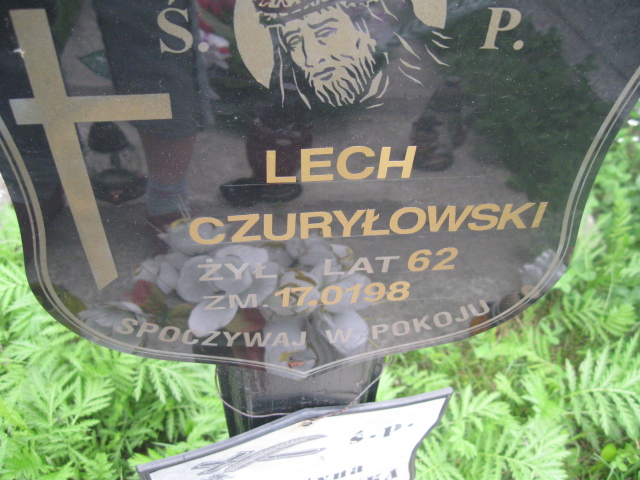 Ś. P.
LECH
CZURYŁOWSKI
ŻYŁ LAT 62
ZM. 17.0198
SPOCZYWAJ W POKOJU
Ś.P.